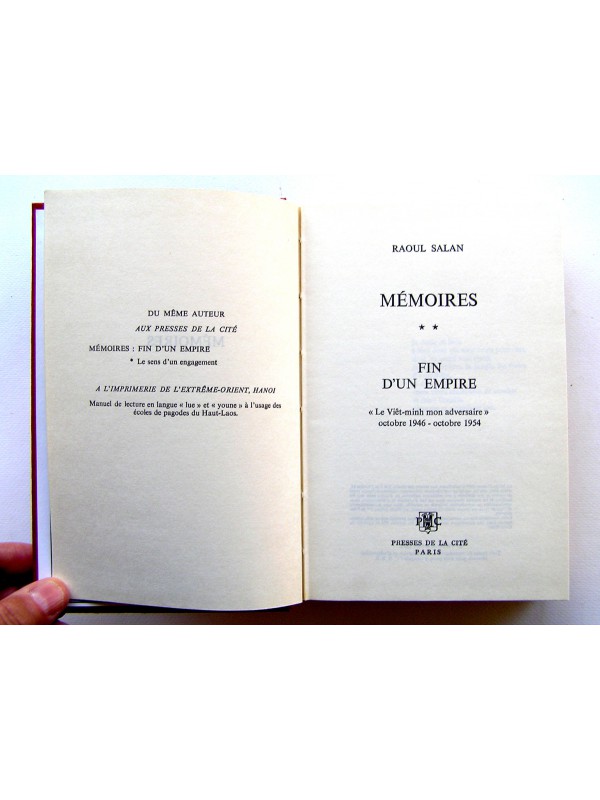 DU MÊME AUTEUR
AUX PRESSES DE LA CITÉ
MÉMOIRES : FIN D'UN EMPIRE
* Le sens d'un engagement
A L'IMPRIMERIE DE L'EXTRÊME-ORIENT, HANOI
Manuel de lecture en langue « lue » et « youne » à l'usage des
écoles de pagodes du Haut-Laos.
RAOUL SALAN
MÉMOIRES
* *
FIN
D'UN EMPIRE
« Le Viêt-minh mon adversaire »
octobre 1946 - octobre 1954
PRESSES DE LA CITÉ
PARIS